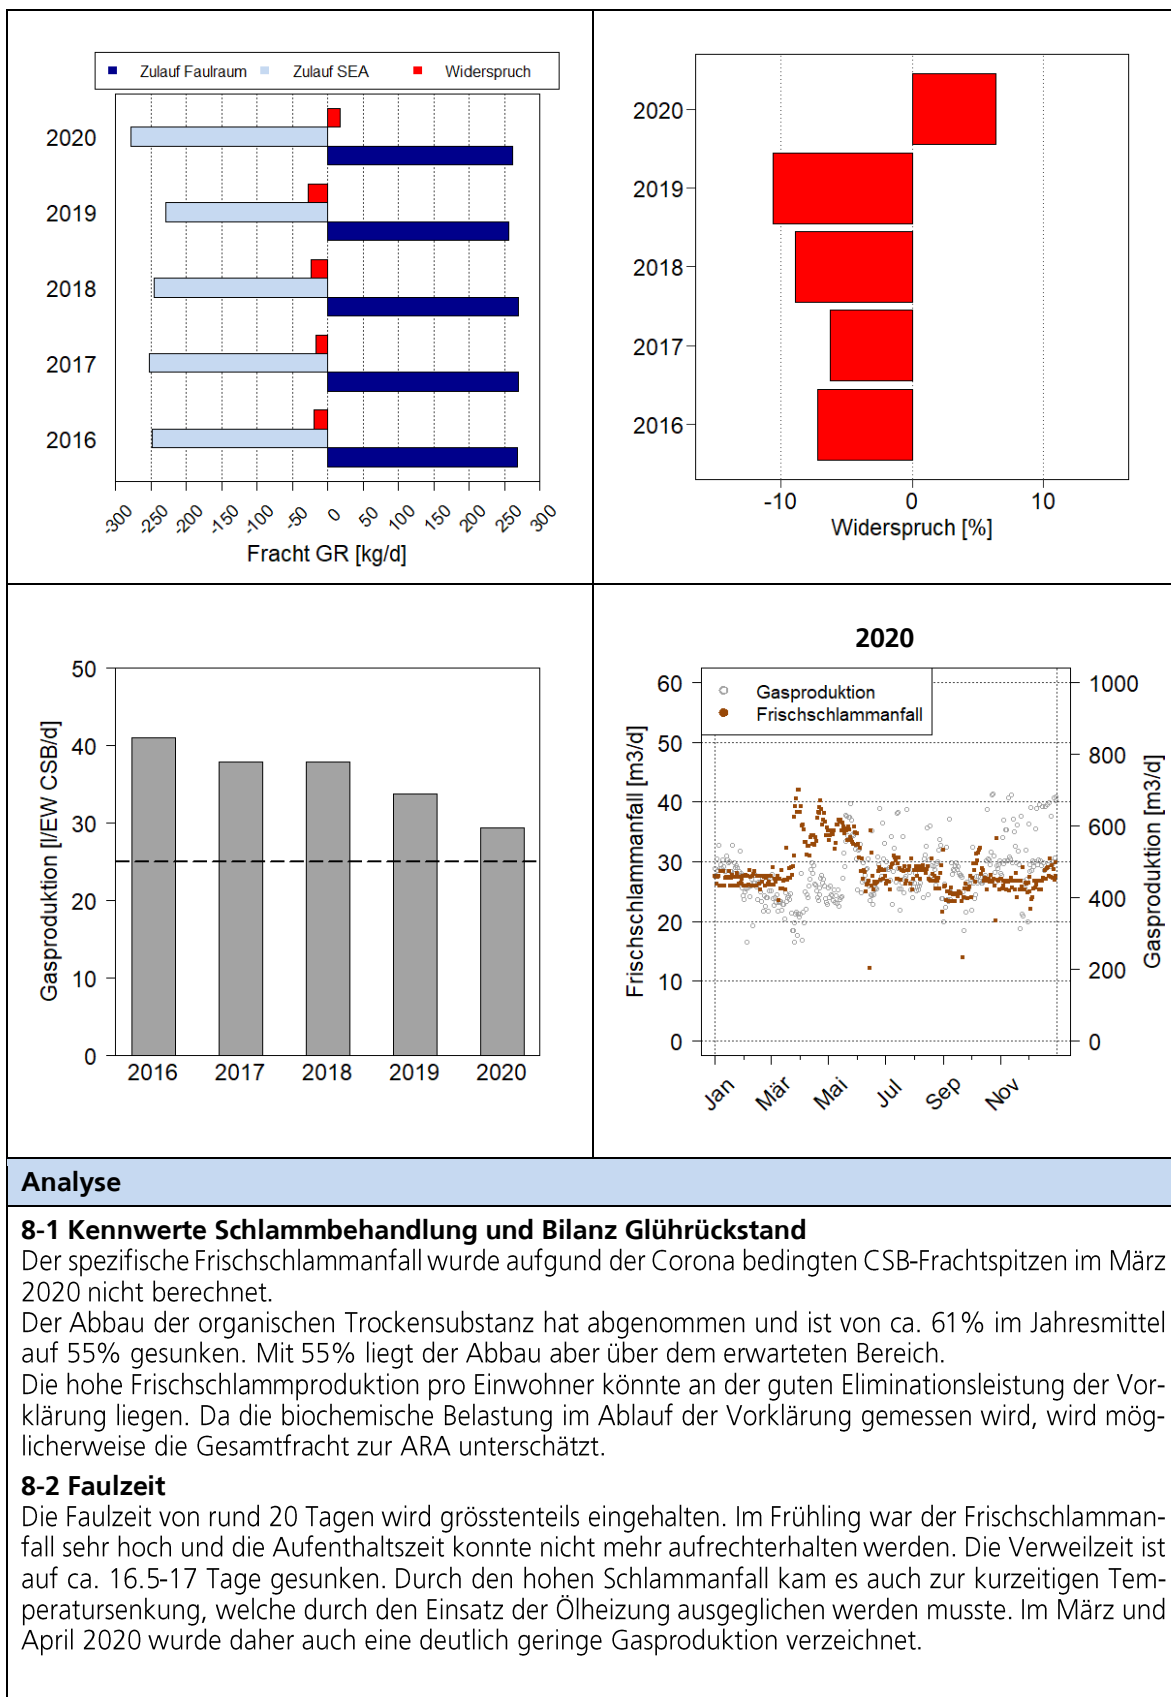 Zulauf Faulraum Zulauf SEA Widerspruch
2020
2019
2018
2017
2016
-300 -250 -200 -150 -100 -50 0 50 100 150 200 250 300
Fracht GR [kg/d]
2020
2019
2018
2017
2016
-10 0 10
Widerspruch [%]
50
40
30
20
10
0
Gasproduktion [l/EW CSB/d]
2016 2017 2018 2019 2020
2020
Gasproduktion
Frischschlammanfall
60
50
40
30
20
10
0
Frischschlammanfall [m3/d]
1000
800
600
400
200
0
Gasproduktion [m3/d]
Jan Mär Mai Jul Sep Nov
Analyse
8-1 Kennwerte Schlammbehandlung und Bilanz Glührückstand
Der spezifische Frischschlammanfall wurde aufgund der Corona bedingten CSB-Frachtspitzen im März
2020 nicht berechnet.
Der Abbau der organischen Trockensubstanz hat abgenommen und ist von ca. 61% im Jahresmittel
auf 55% gesunken. Mit 55% liegt der Abbau aber über dem erwarteten Bereich.
Die hohe Frischschlammproduktion pro Einwohner könnte an der guten Eliminationsleistung der Vor-
klärung liegen. Da die biochemische Belastung im Ablauf der Vorklärung gemessen wird, wird mög-
licherweise die Gesamtfracht zur ARA unterschätzt.
8-2 Faulzeit
Die Faulzeit von rund 20 Tagen wird grösstenteils eingehalten. Im Frühling war der Frischschlamman-
fall sehr hoch und die Aufenthaltszeit konnte nicht mehr aufrechterhalten werden. Die Verweilzeit ist
auf ca. 16.5-17 Tage gesunken. Durch den hohen Schlammanfall kam es auch zur kurzeitigen Tem-
peratursenkung, welche durch den Einsatz der Ölheizung ausgeglichen werden musste. Im März und
April 2020 wurde daher auch eine deutlich geringe Gasproduktion verzeichnet.